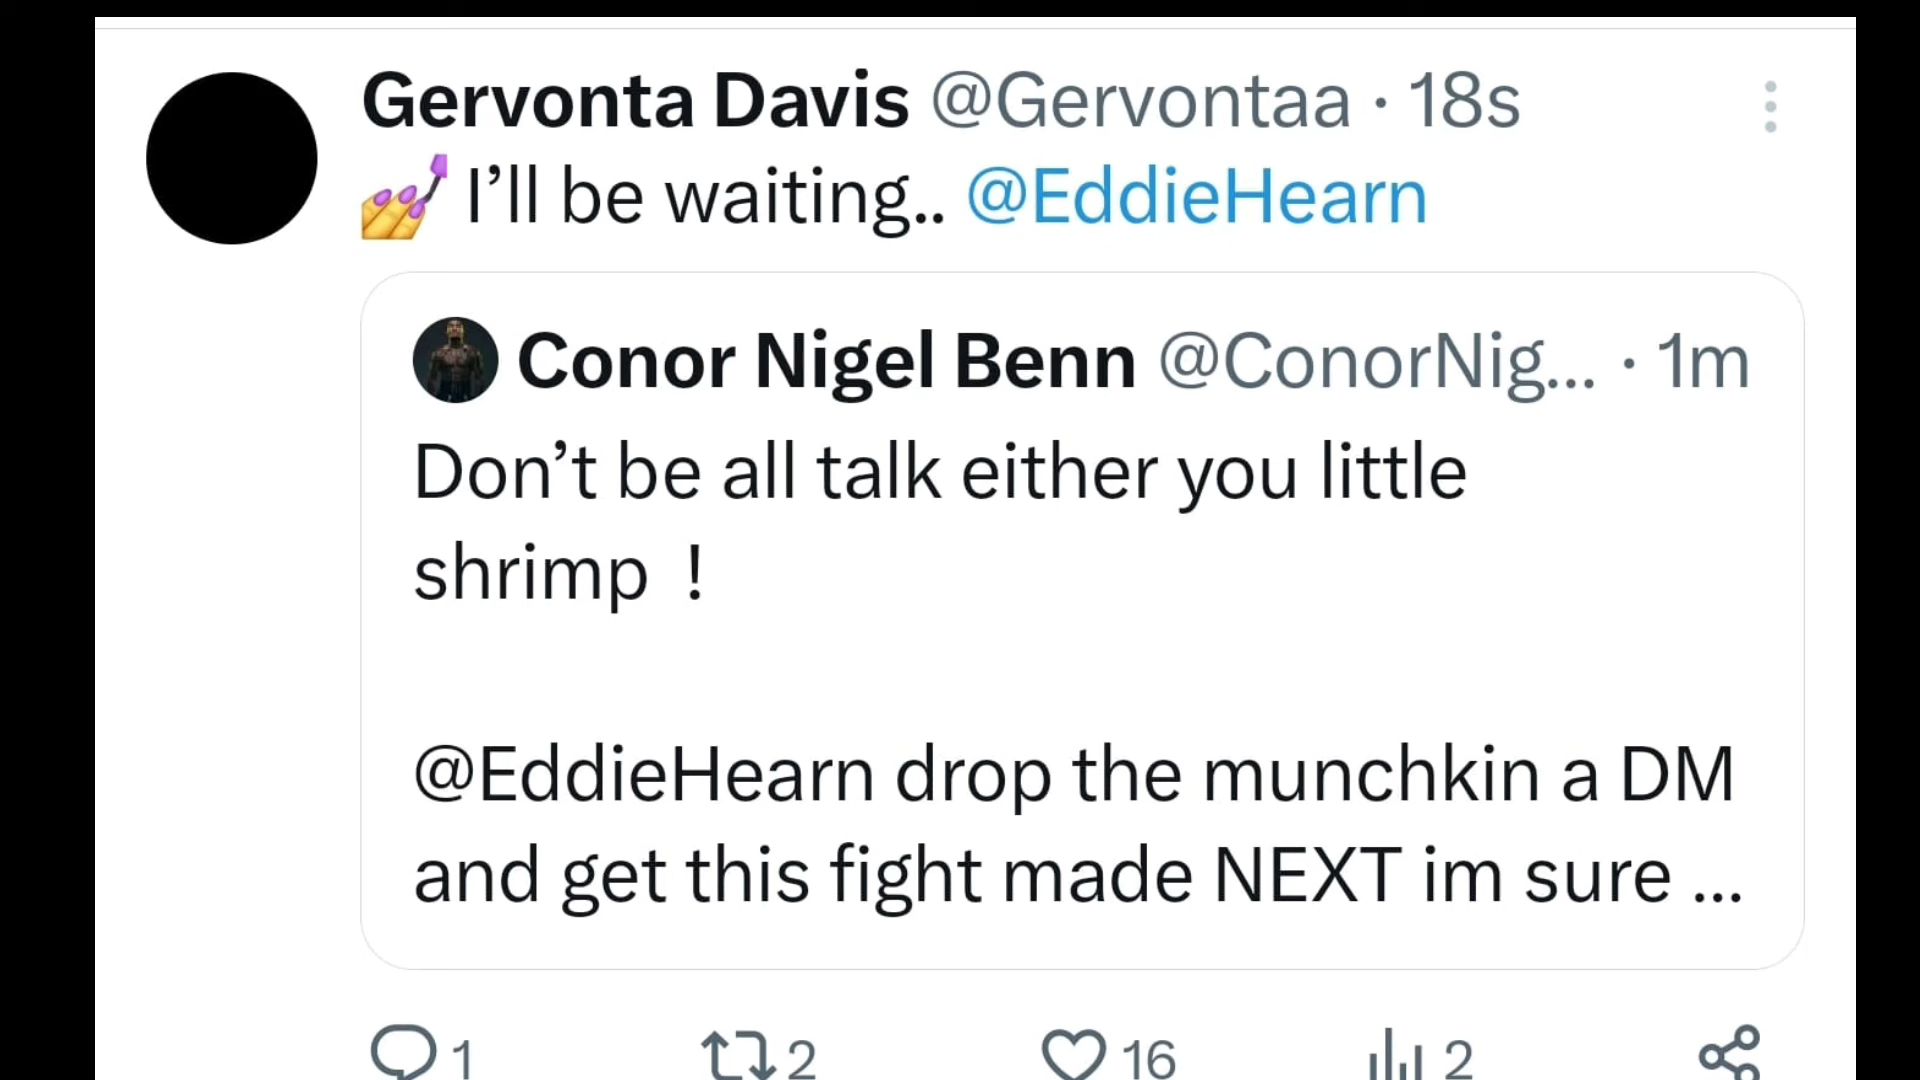 Gervonta Davis @Gervontaa · 18s
💅 I’ll be waiting.. @EddieHearn
Conor Nigel Benn @ConorNig... · 1m
Don’t be all talk either you little
shrimp !
@EddieHearn drop the munchkin a DM
and get this fight made NEXT im sure ...
1 2 16 2